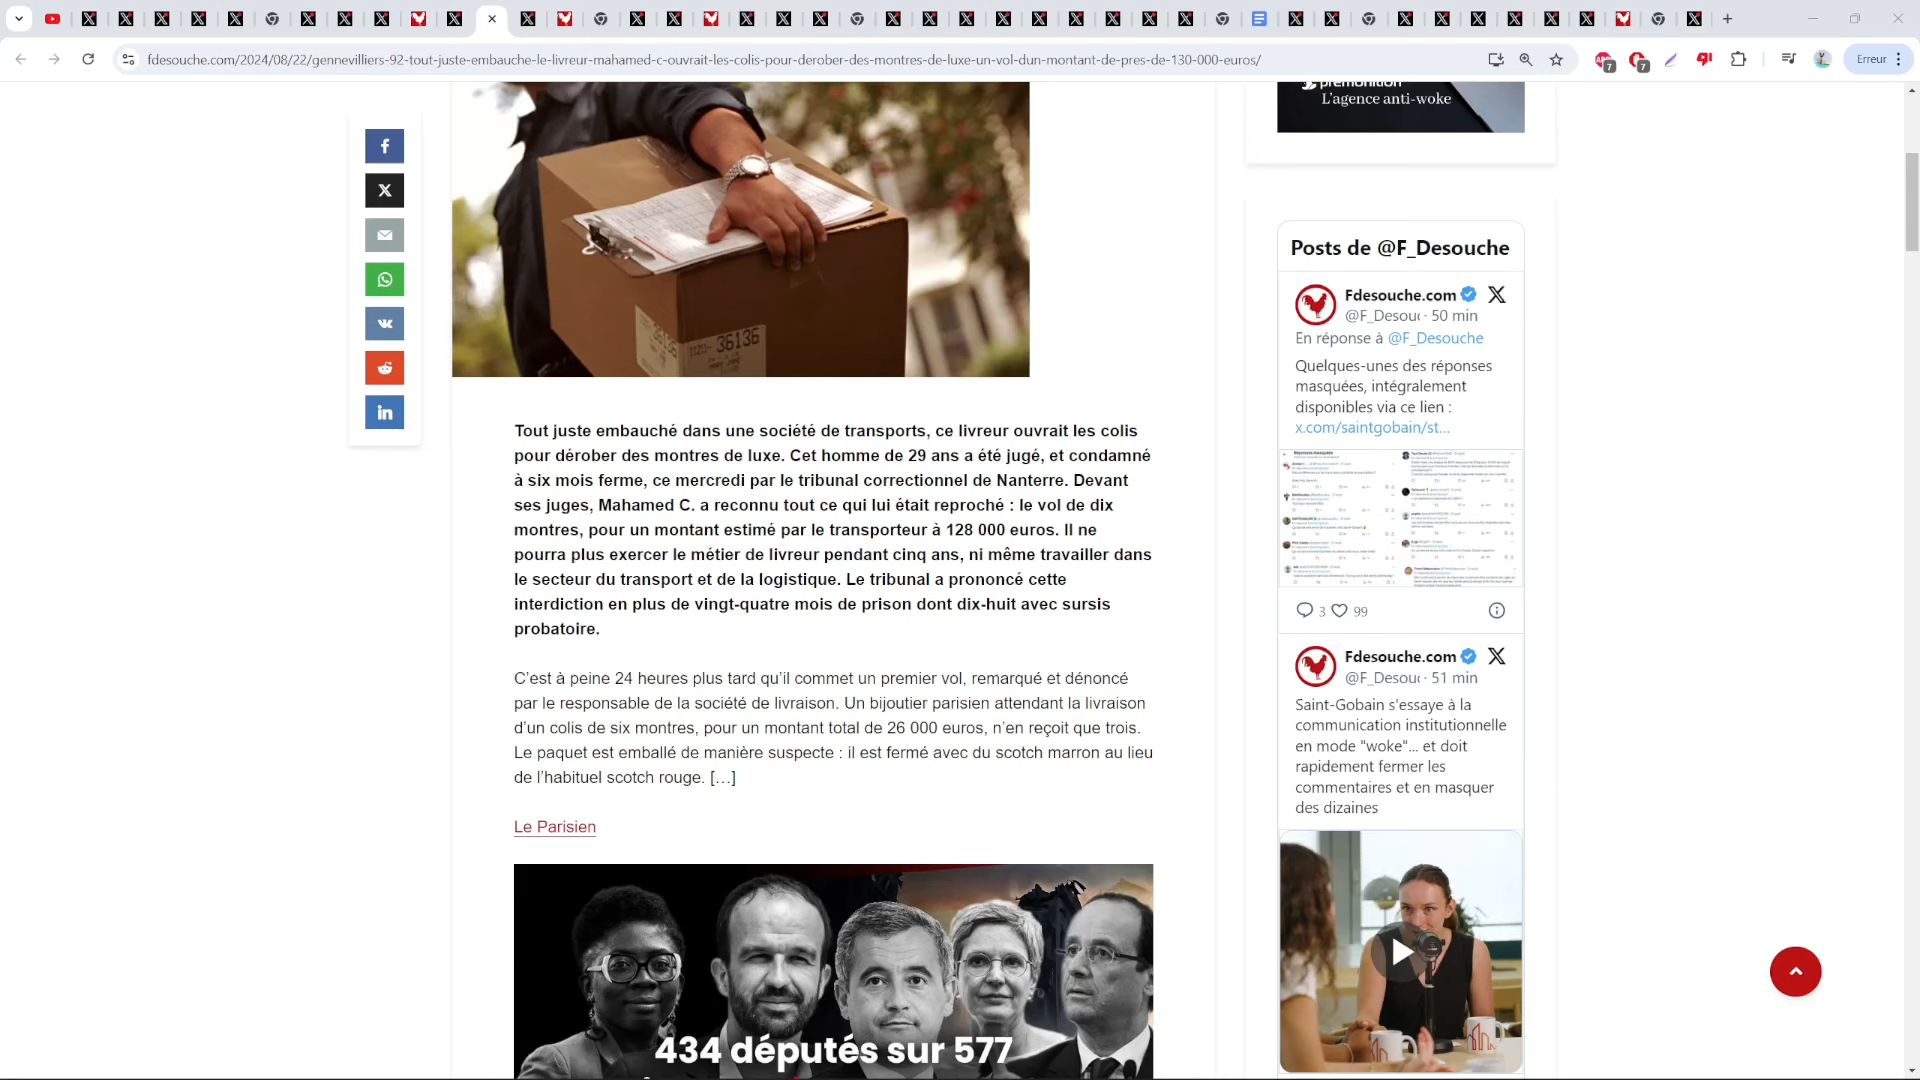 fdesouche.com/2024/08/22/gennevilliers-92-tout-juste-embauche-le-livreur-mahamed-c-ouvrait-les-colis-pour-derober-des-montres-de-luxe-un-vol-dun-montant-de-pres-de-130-000-euros/
7
7
Erreur
premonition
L'agence anti-woke
36136
Tout juste embauché dans une société de transports, ce livreur ouvrait les colis
pour dérober des montres de luxe. Cet homme de 29 ans a été jugé, et condamné
à six mois ferme, ce mercredi par le tribunal correctionnel de Nanterre. Devant
ses juges, Mahamed C. a reconnu tout ce qui lui était reproché : le vol de dix
montres, pour un montant estimé par le transporteur à 128 000 euros. Il ne
pourra plus exercer le métier de livreur pendant cinq ans, ni même travailler dans
le secteur du transport et de la logistique. Le tribunal a prononcé cette
interdiction en plus de vingt-quatre mois de prison dont dix-huit avec sursis
probatoire.
C’est à peine 24 heures plus tard qu’il commet un premier vol, remarqué et dénoncé
par le responsable de la société de livraison. Un bijoutier parisien attendant la livraison
d’un colis de six montres, pour un montant total de 26 000 euros, n’en reçoit que trois.
Le paquet est emballé de manière suspecte : il est fermé avec du scotch marron au lieu
de l’habituel scotch rouge. […]
Le Parisien
434 députés sur 577
Posts de @F_Desouche
Fdesouche.com
@F_Desou · 50 min
En réponse à @F_Desouche
Quelques-unes des réponses
masquées, intégralement
disponibles via ce lien :
x.com/saintgobain/st...
3 99
Fdesouche.com
@F_Desou · 51 min
Saint-Gobain s'essaye à la
communication institutionnelle
en mode "woke"... et doit
rapidement fermer les
commentaires et en masquer
des dizaines